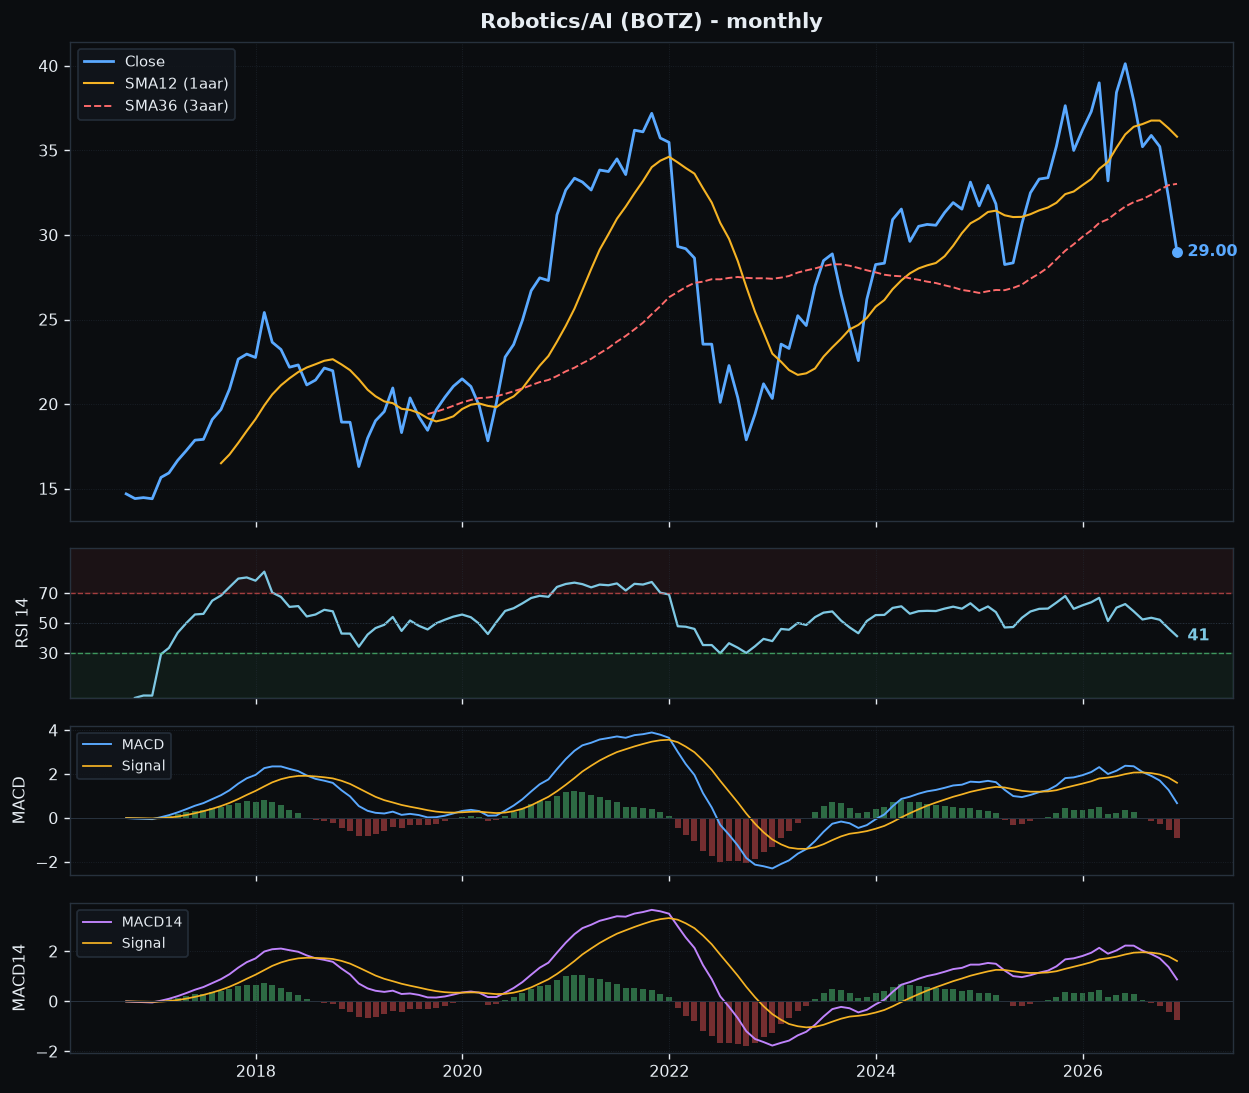 Robotics/AI (BOTZ) - monthly
Close
SMA12 (1aar)
SMA36 (3aar)
40
35
30
25
20
15
29.00
RSI 14
70
50
30
41
MACD
4
2
0
−2
MACD
Signal
MACD14
2
0
−2
MACD14
Signal
2018
2020
2022
2024
2026